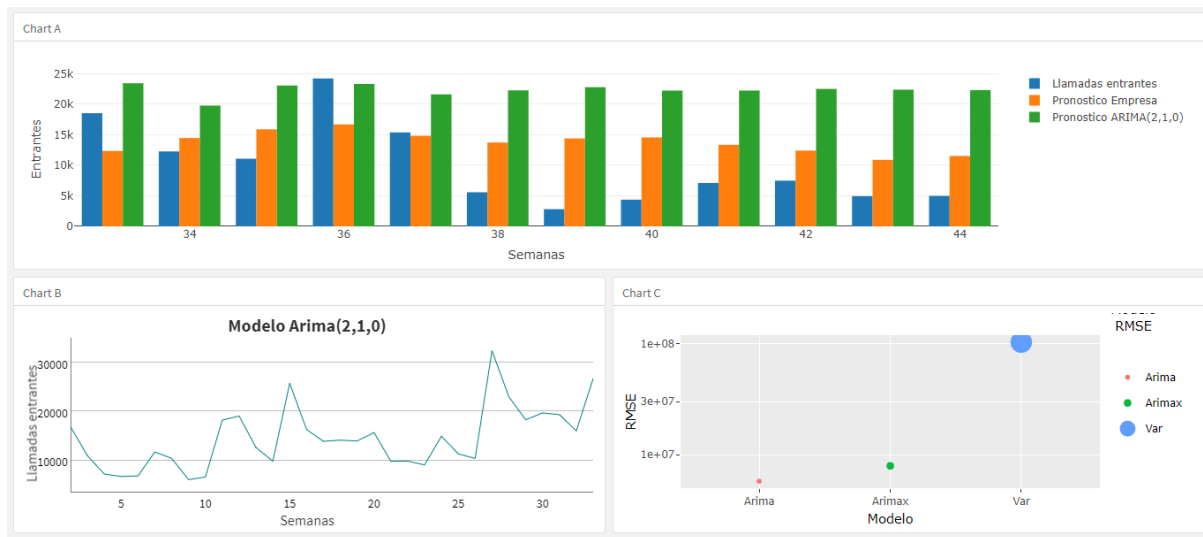 Chart A
25k
20k
15k
10k
5k
0
Entrantes
34
36
38
40
42
44
Semanas
Llamadas entrantes
Pronostico Empresa
Pronostico ARIMA(2,1,0)
Chart B
Modelo Arima(2,1,0)
30000
20000
10000
Llamadas entrantes
5
10
15
20
25
30
Semanas
Chart C
RMSE
1e+08
3e+07
1e+07
RMSE
Arima
Arimax
Var
Modelo
Arima
Arimax
Var